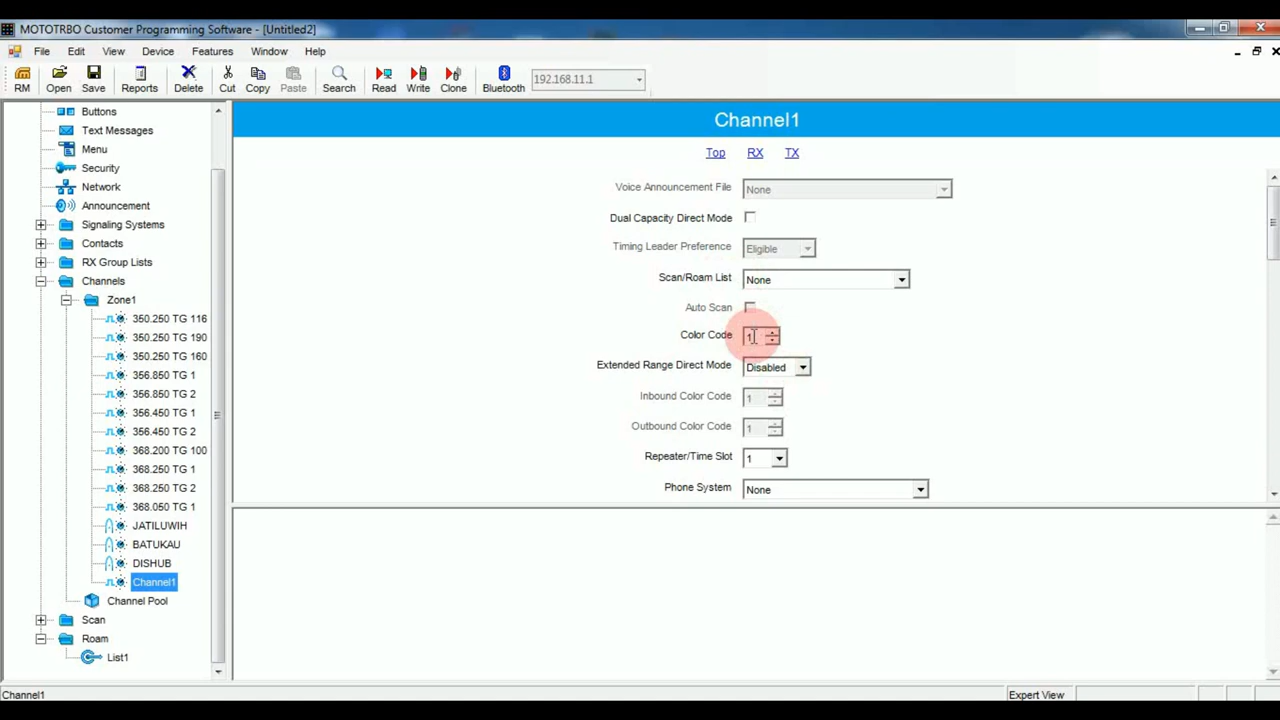 MOTOTRBO Customer Programming Software - [Untitled2]
File Edit View Device Features Window Help
RM Open Save Reports Delete Cut Copy Paste Search Read Write Clone Bluetooth 192.168.11.1
Buttons
Text Messages
Menu
Security
Network
Announcement
Signaling Systems
Contacts
RX Group Lists
Channels
Zone1
350.250 TG 116
350.250 TG 190
350.250 TG 160
356.850 TG 1
356.850 TG 2
356.450 TG 1
356.450 TG 2
368.200 TG 100
368.250 TG 1
368.250 TG 2
368.050 TG 1
JATILUWIH
BATUKAU
DISHUB
Channel1
Channel Pool
Scan
Roam
List1
Channel1
Top RX TX
Voice Announcement File None
Dual Capacity Direct Mode
Timing Leader Preference Eligible
Scan/Roam List None
Auto Scan
Color Code 1
Extended Range Direct Mode Disabled
Inbound Color Code 1
Outbound Color Code 1
Repeater/Time Slot 1
Phone System None
Channel1 Expert View